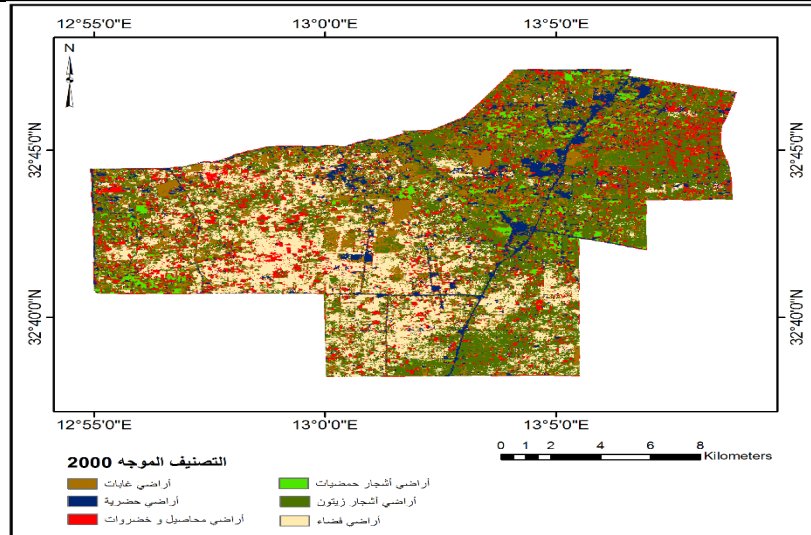 12°55'0"E 13°0'0"E 13°5'0"E
N
32°45'0"N 32°45'0"N
32°40'0"N 32°40'0"N
12°55'0"E 13°0'0"E 13°5'0"E
التصنيف الموجه 2000
0 1 2 4 6 8 Kilometers
أراضي أشجار حمضيات أراضي غابات
أراضي أشجار زيتون أراضي حضرية
أراضي فضاء أراضي محاصيل و خضروات